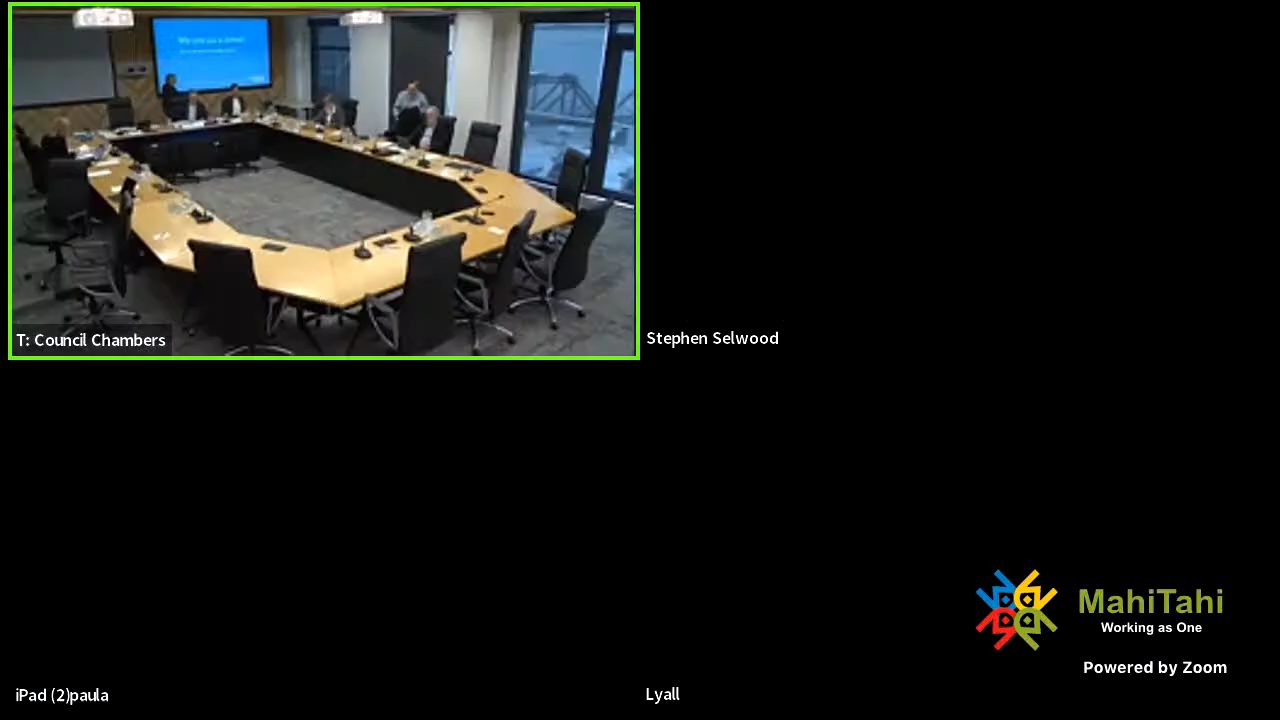 T: Council Chambers
Stephen Selwood
MahiTahi
Working as One
Powered by Zoom
iPad (2)paula
Lyall